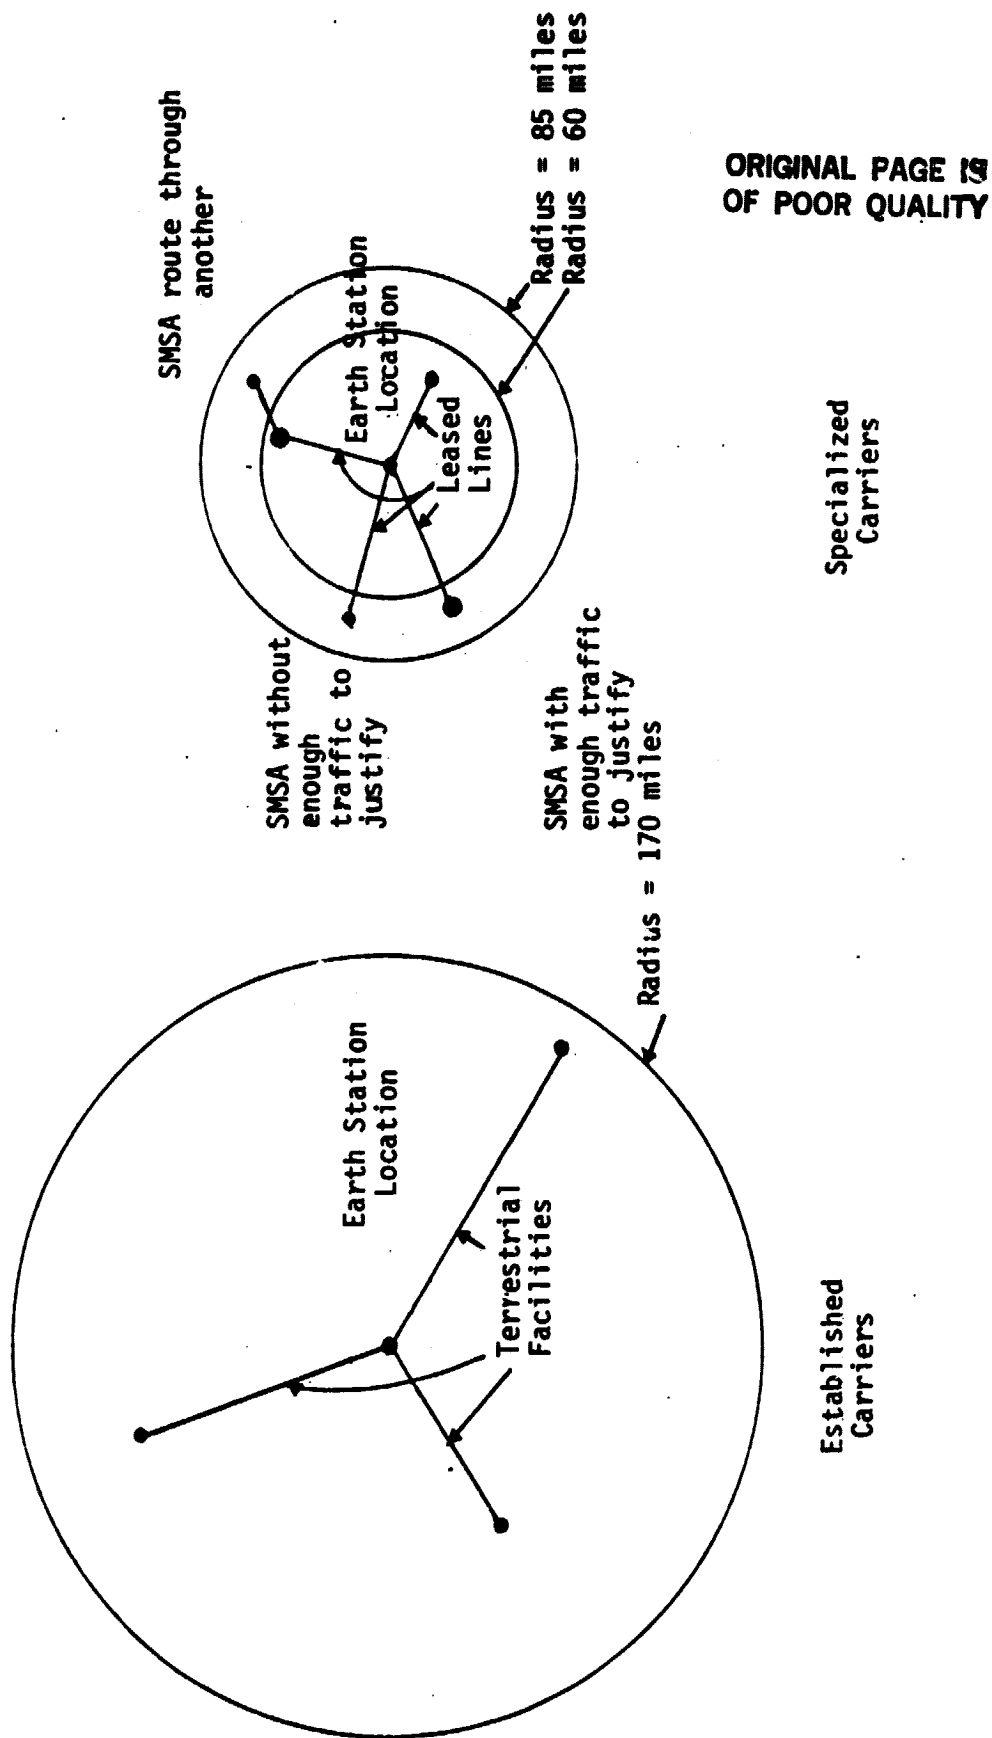 ORIGINAL PAGE IS
OF POOR QUALITY
Earth Station
Location
Terrestrial
Facilities
Radius = 170 miles
Established
Carriers
SMSA without
enough
traffic to
justify
SMSA with
enough traffic
to justify
SMSA route through
another
Earth Station
Location
Leased
Lines
Radius = 85 miles
Radius = 60 miles
Specialized
Carriers